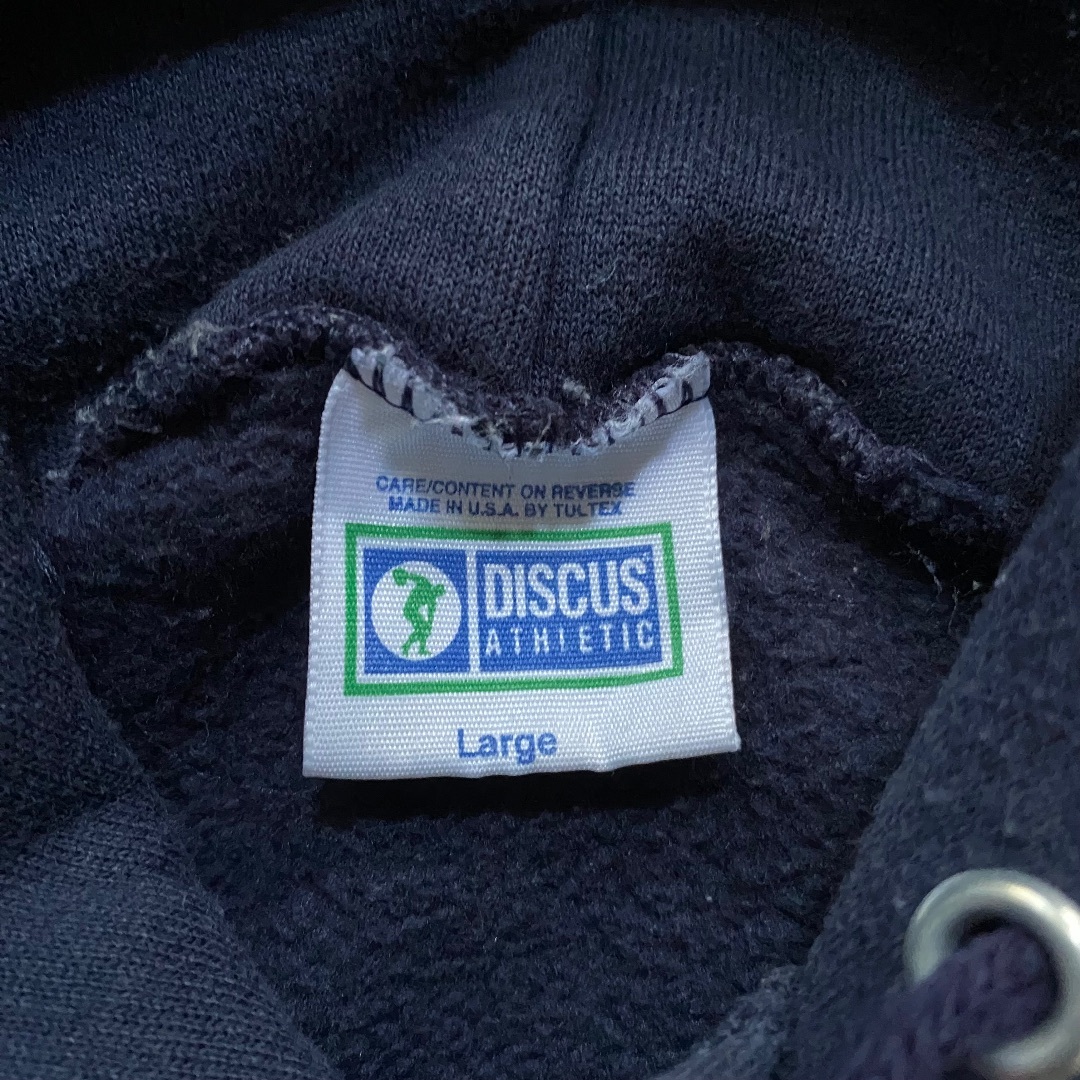 CARE/CONTENT ON REVERSE
MADE IN U.S.A. BY TULTEX
DISCUS
ATHLETIC
Large